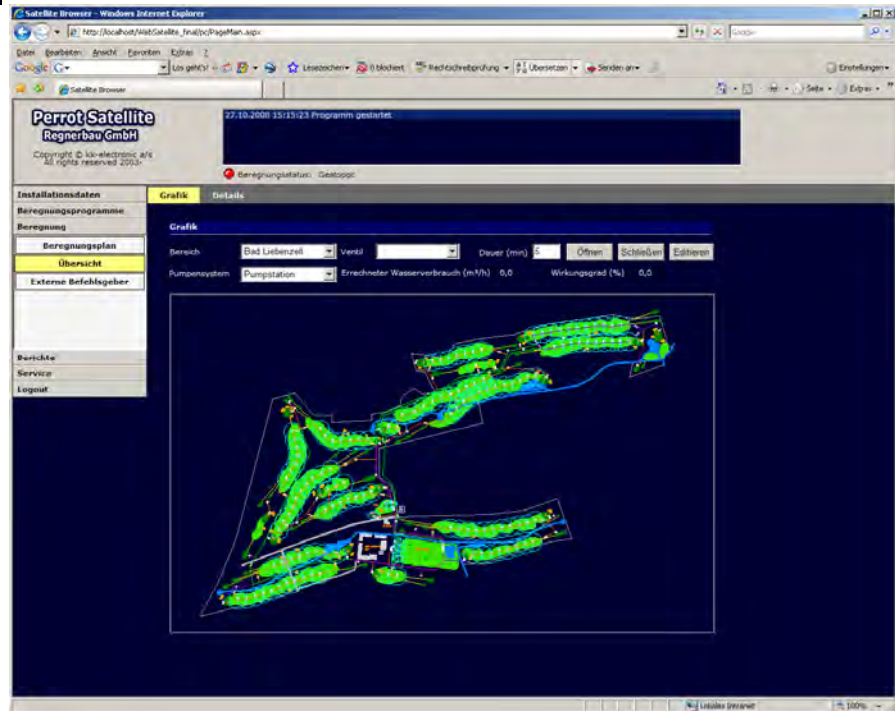 Satellite Browser - Windows Internet Explorer
http://localhost/WebSatellite_final/pc/PageMain.aspx
Google
Datei Bearbeiten Ansicht Favoriten Extras ?
Google G Los geht's! Lesezeichen 0 blockiert Rechtschreibprüfung Übersetzen Senden an Einstellungen
Satellite Browser Seite Extras
Perrot Satellite
Regnerbau GmbH
Copyright © kk-electronic a/s
All rights reserved 2003-
27.10.2008 15:15:23 Programm gestartet
Beregnungsstatus: Gestoppt
Installationsdaten
Beregnungsprogramme
Beregnung
Beregnungsplan
Übersicht
Externe Befehlsgeber
Berichte
Service
Logout
Grafik Details
Grafik
Bereich Bad Liebenzell Ventil Dauer (min) 5 Öffnen Schließen Editieren
Pumpensystem Pumpstation Errechneter Wasserverbrauch (m³/h) 0,0 Wirkungsgrad (%) 0,0
Lokales Intranet 100%